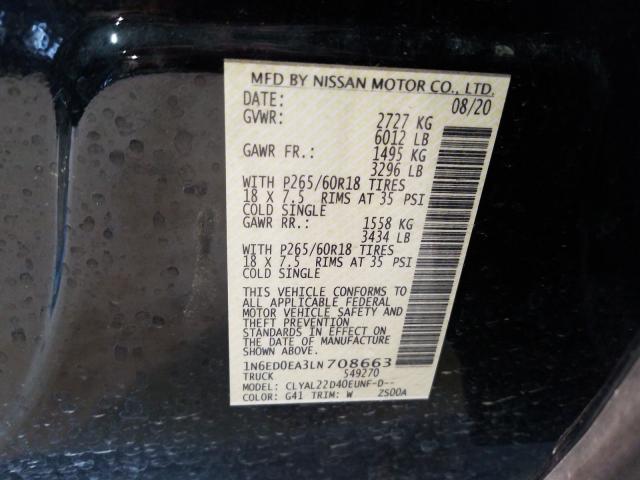 MFD BY NISSAN MOTOR CO., LTD.
DATE: 08/20
GVWR: 2727 KG
6012 LB
GAWR FR.: 1495 KG
3296 LB
WITH P265/60R18 TIRES
18 X 7.5 RIMS AT 35 PSI
COLD SINGLE
GAWR RR.: 1558 KG
3434 LB
WITH P265/60R18 TIRES
18 X 7.5 RIMS AT 35 PSI
COLD SINGLE
THIS VEHICLE CONFORMS TO
ALL APPLICABLE FEDERAL
MOTOR VEHICLE SAFETY AND
THEFT PREVENTION
STANDARDS IN EFFECT ON
THE DATE OF MANUFACTURE
SHOWN ABOVE.
1N6ED0EA3LN708663
TRUCK 549270
MODEL: CLYAL22D40EUNF-D--
COLOR: G41 TRIM: W ZS00A